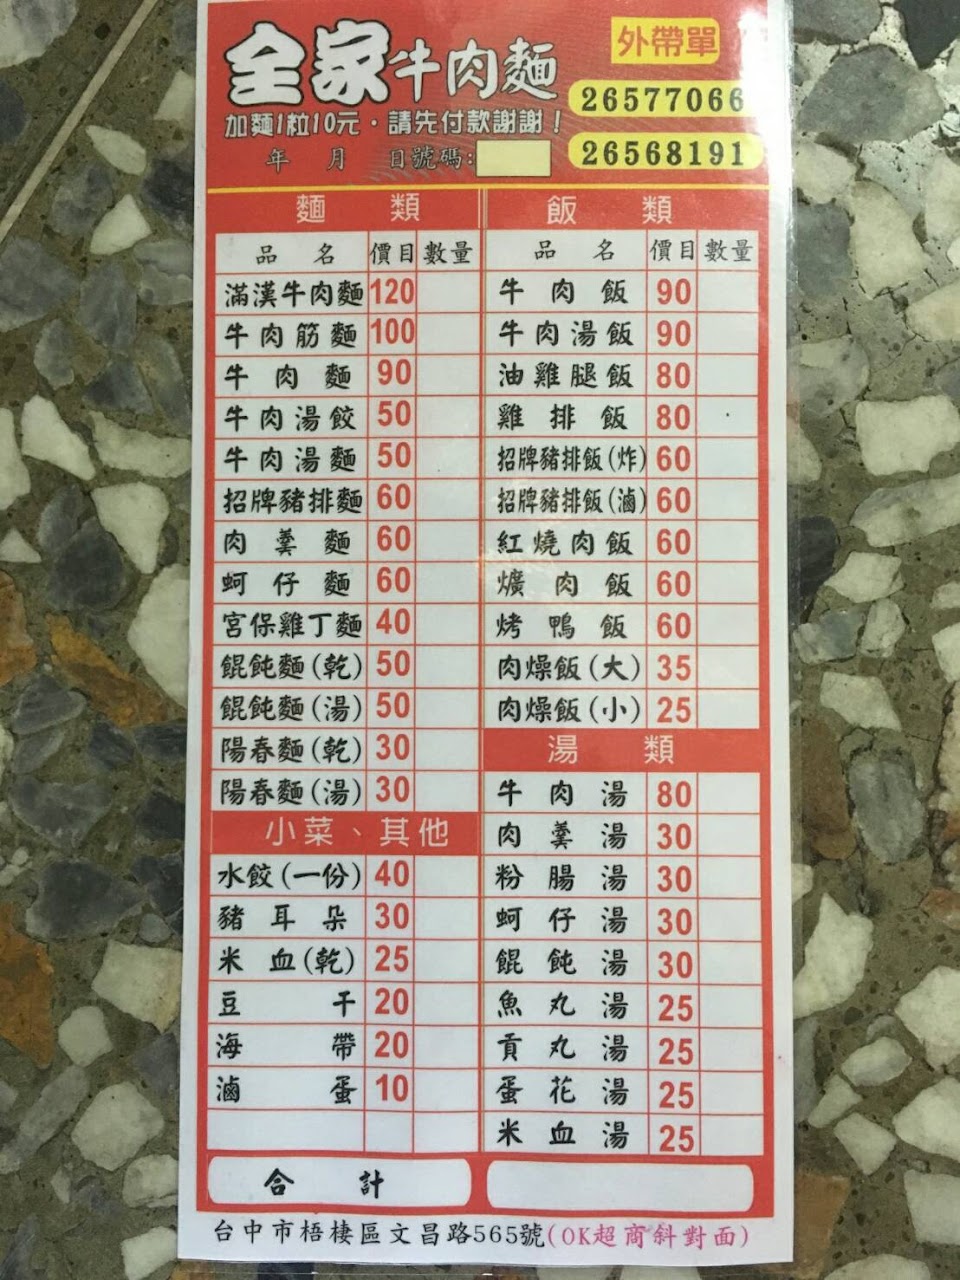 全家牛肉麵
外帶單
26577066
加麵1粒10元・請先付款謝謝！
26568191
年 月 日號碼:
麵 類
品 名 價目 數量
滿漢牛肉麵 120
牛肉筋麵 100
牛肉麵 90
牛肉湯餃 50
牛肉湯麵 50
招牌豬排麵 60
肉羹麵 60
蚵仔麵 60
宮保雞丁麵 40
餛飩麵(乾) 50
餛飩麵(湯) 50
陽春麵(乾) 30
陽春麵(湯) 30
小菜、其他
水餃(一份) 40
豬耳朵 30
米血(乾) 25
豆干 20
海帶 20
滷蛋 10
飯 類
品 名 價目 數量
牛肉飯 90
牛肉湯飯 90
油雞腿飯 80
雞排飯 80
招牌豬排飯(炸) 60
招牌豬排飯(滷) 60
紅燒肉飯 60
爌肉飯 60
烤鴨飯 60
肉燥飯(大) 35
肉燥飯(小) 25
湯 類
牛肉湯 80
肉羹湯 30
粉腸湯 30
蚵仔湯 30
餛飩湯 30
魚丸湯 25
貢丸湯 25
蛋花湯 25
米血湯 25
合 計
台中市梧棲區文昌路565號(OK超商斜對面)